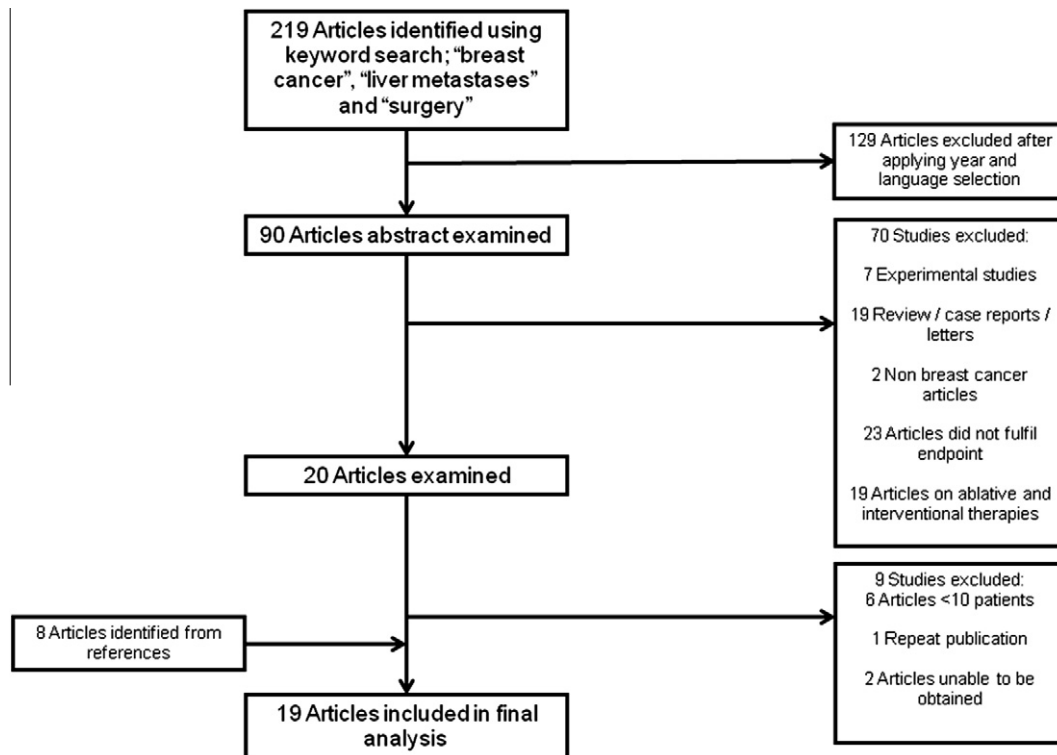 219 Articles identified using
keyword search; “breast
cancer”, “liver metastases”
and “surgery”
129 Articles excluded after
applying year and
language selection
90 Articles abstract examined
70 Studies excluded:
7 Experimental studies
19 Review / case reports /
letters
2 Non breast cancer
articles
23 Articles did not fulfil
endpoint
19 Articles on ablative and
interventional therapies
20 Articles examined
9 Studies excluded:
6 Articles <10 patients
1 Repeat publication
2 Articles unable to be
obtained
8 Articles identified from
references
19 Articles included in final
analysis